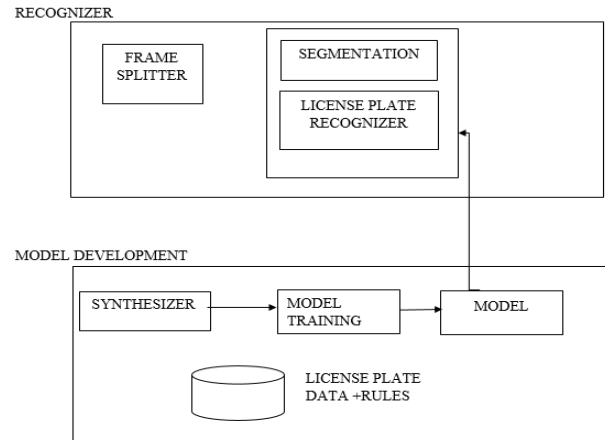 RECOGNIZER
FRAME
SPLITTER
SEGMENTATION
LICENSE PLATE
RECOGNIZER
MODEL DEVELOPMENT
SYNTHESIZER
MODEL
TRAINING
MODEL
LICENSE PLATE
DATA +RULES